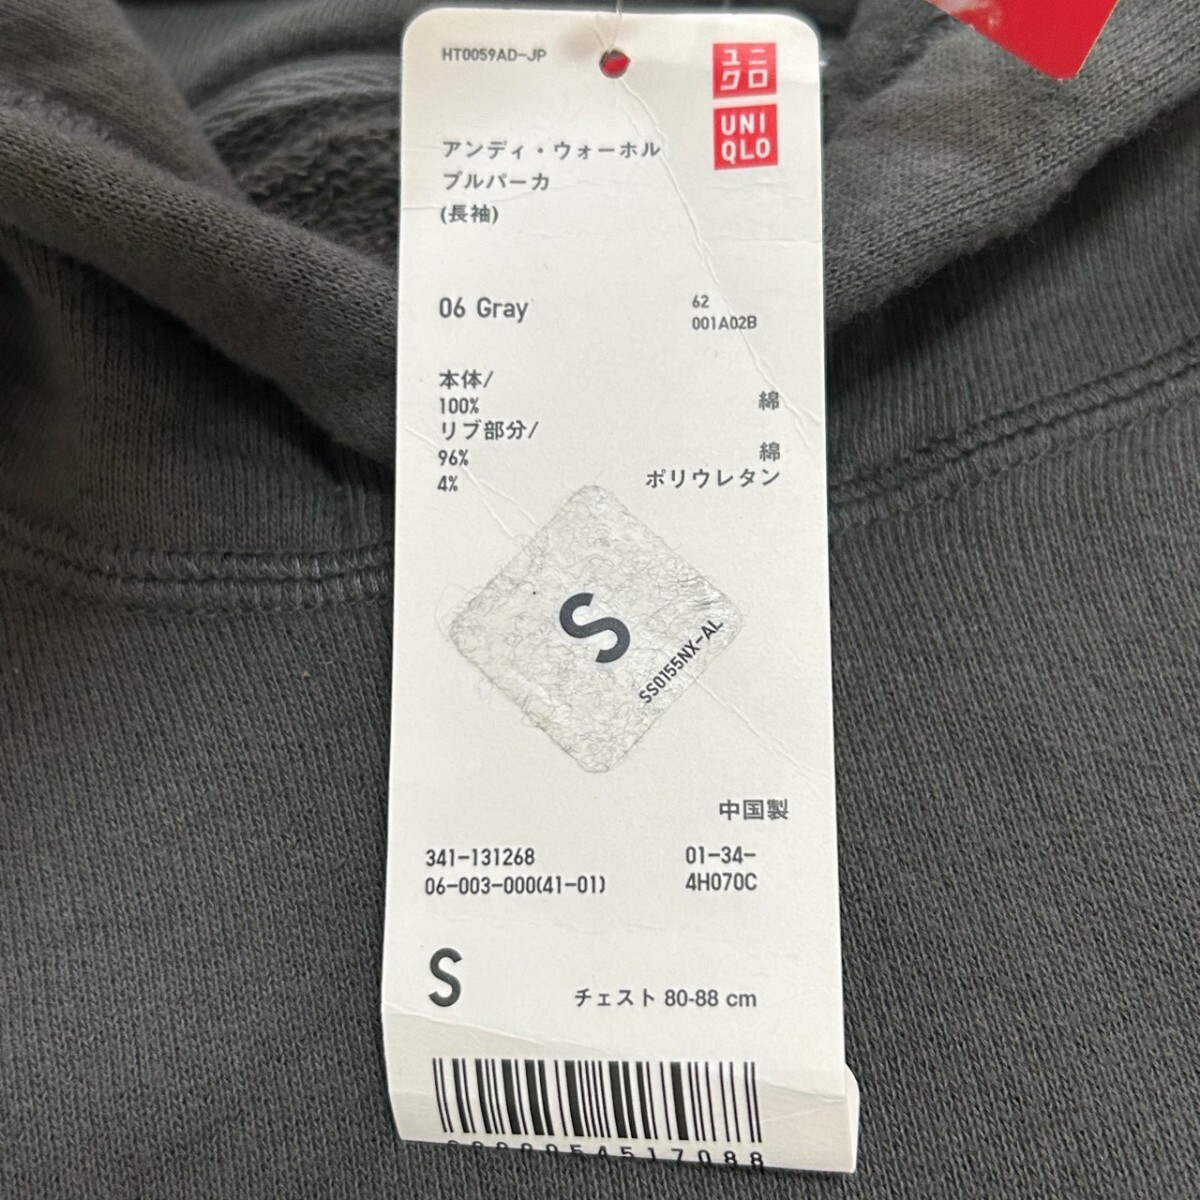 HT0059AD-JP
ユニ
クロ
UNI
QLO
アンディ・ウォーホル
プルパーカ
(長袖)
06 Gray
62
001A02B
本体/
100% 綿
リブ部分/
96% 綿
4% ポリウレタン
S
SS0155NX-AL
中国製
341-131268 01-34-
06-003-000(41-01) 4H070C
S チェスト 80-88 cm